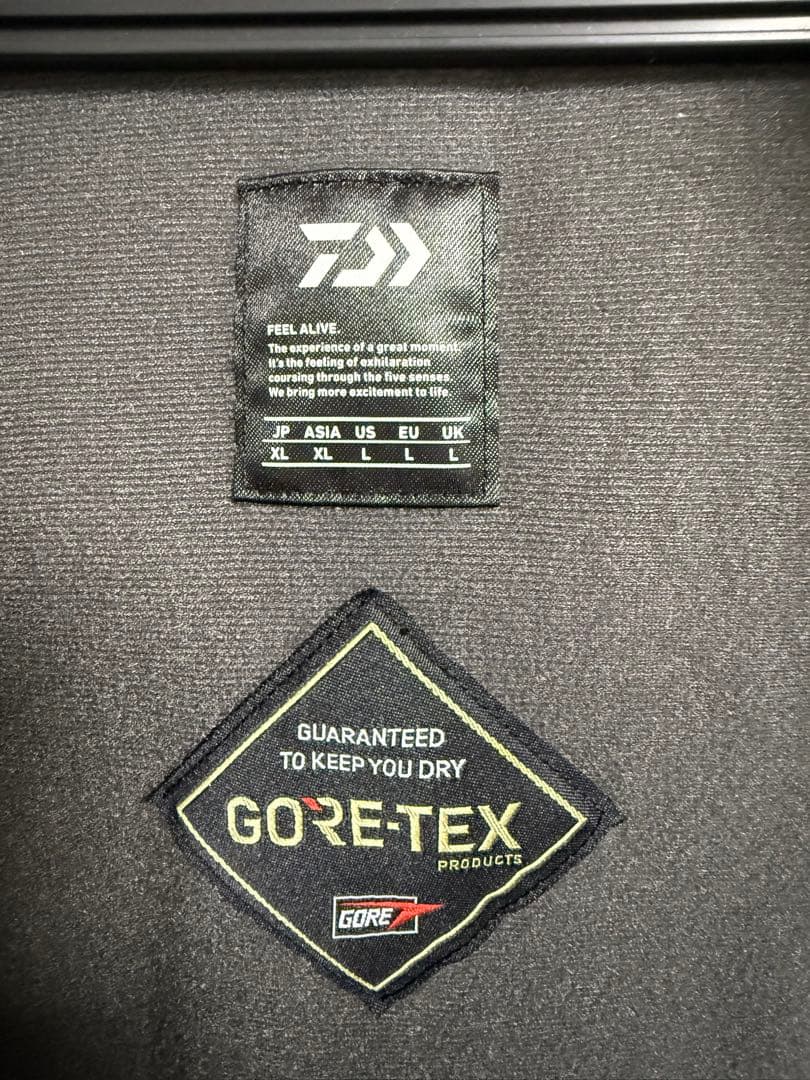 FEEL ALIVE.
The experience of a great moment.
It's the feeling of exhilaration
coursing through the five senses.
We bring more excitement to life.
JP ASIA US EU UK
XL XL L L L
GUARANTEED
TO KEEP YOU DRY
GORE-TEX
PRODUCTS
GORE